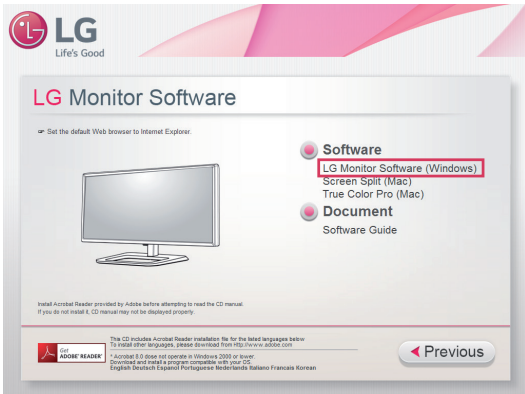 LG
Life's Good
LG Monitor Software
☞ Set the default Web browser to Internet Explorer.
Software
LG Monitor Software (Windows)
Screen Split (Mac)
True Color Pro (Mac)
Document
Software Guide
Install Acrobat Reader provided by Adobe before attempting to read the CD manual.
If you do not install it, CD manual may not be displayed properly.
Get
ADOBE® READER®
This CD includes Acrobat Reader installation file for the listed languages below
To install other languages, please download from Http://www.adobe.com
* Acrobat 8.0 dose not operate in Windows 2000 or lower.
Download and install a program compatible with your OS.
English Deutsch Espanol Portuguese Nederlands Italiano Francais Korean
Previous